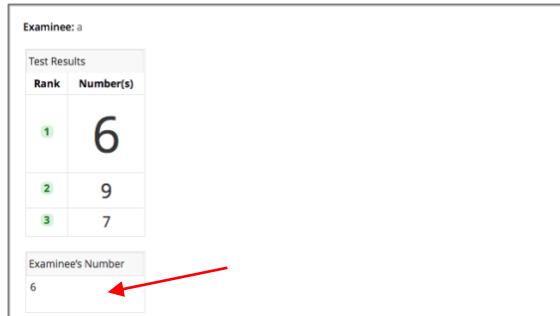 Examinee: a
Test Results
Rank Number(s)
1 6
2 9
3 7
Examinee's Number
6